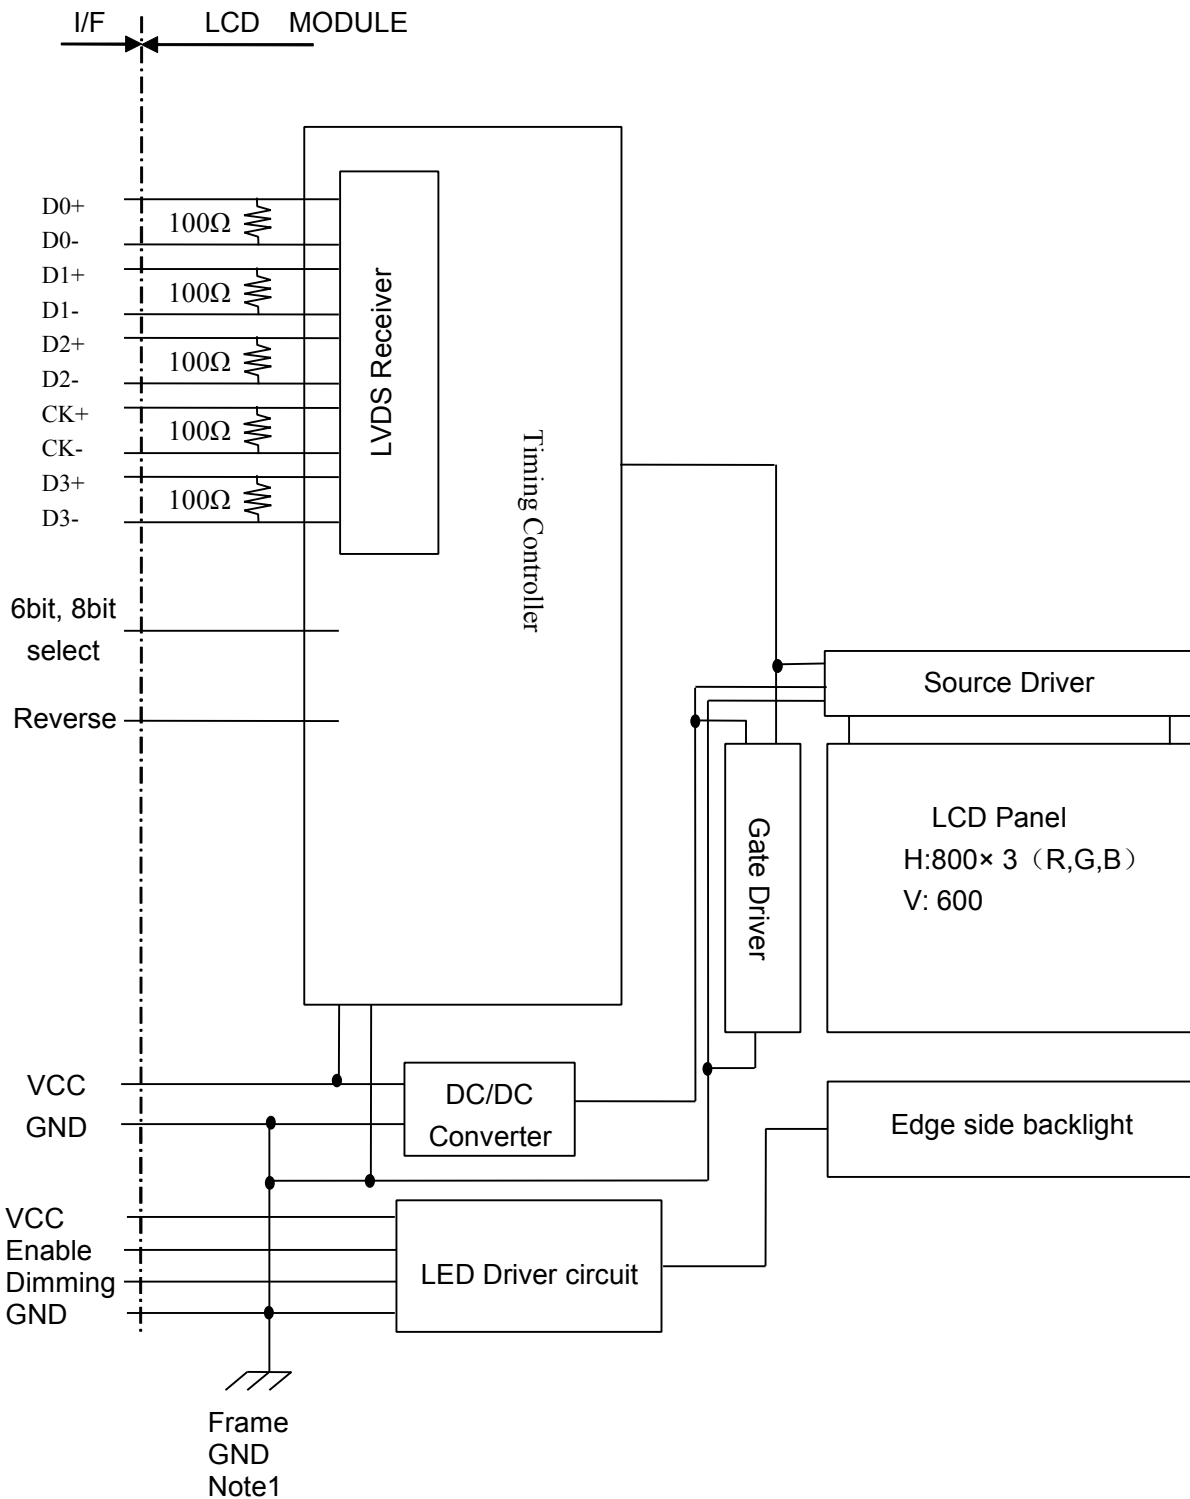 I/F
LCD MODULE
D0+
100Ω
D0-
D1+
100Ω
D1-
D2+
100Ω
D2-
CK+
100Ω
CK-
D3+
100Ω
D3-
LVDS Receiver
Timing Controller
6bit, 8bit
select
Reverse
Source Driver
Gate Driver
LCD Panel
H:800× 3（R,G,B）
V: 600
VCC
GND
DC/DC
Converter
Edge side backlight
VCC
Enable
Dimming
GND
LED Driver circuit
Frame
GND
Note1